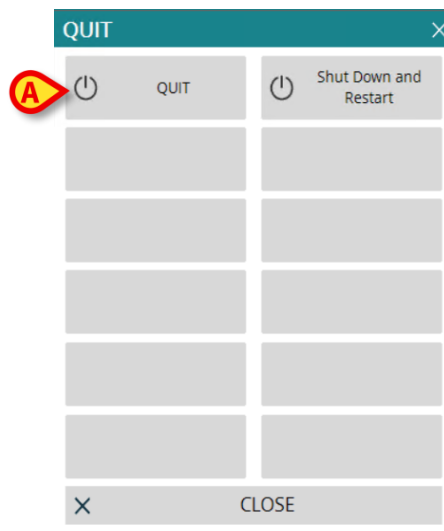 QUIT
A
QUIT
Shut Down and
Restart
CLOSE